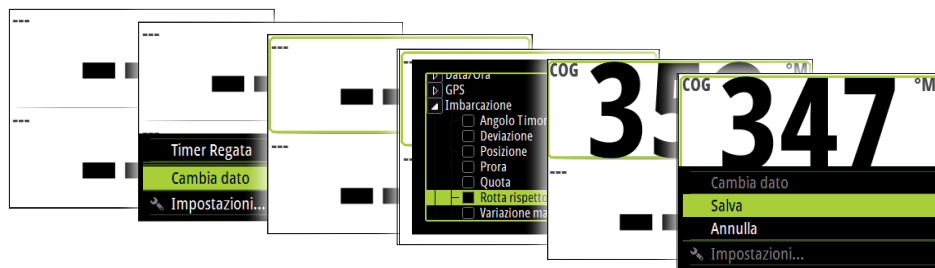 ---
---
---
---
Timer Regata
Cambia dato
Impostazioni...
---
---
Data/Ora
GPS
Imbarcazione
Angolo Timor
Deviazione
Posizione
Prora
Quota
Rotta rispetto
Variazione ma
COG
°M
35
---
COG
°M
347
Cambia dato
Salva
Annulla
Impostazioni...